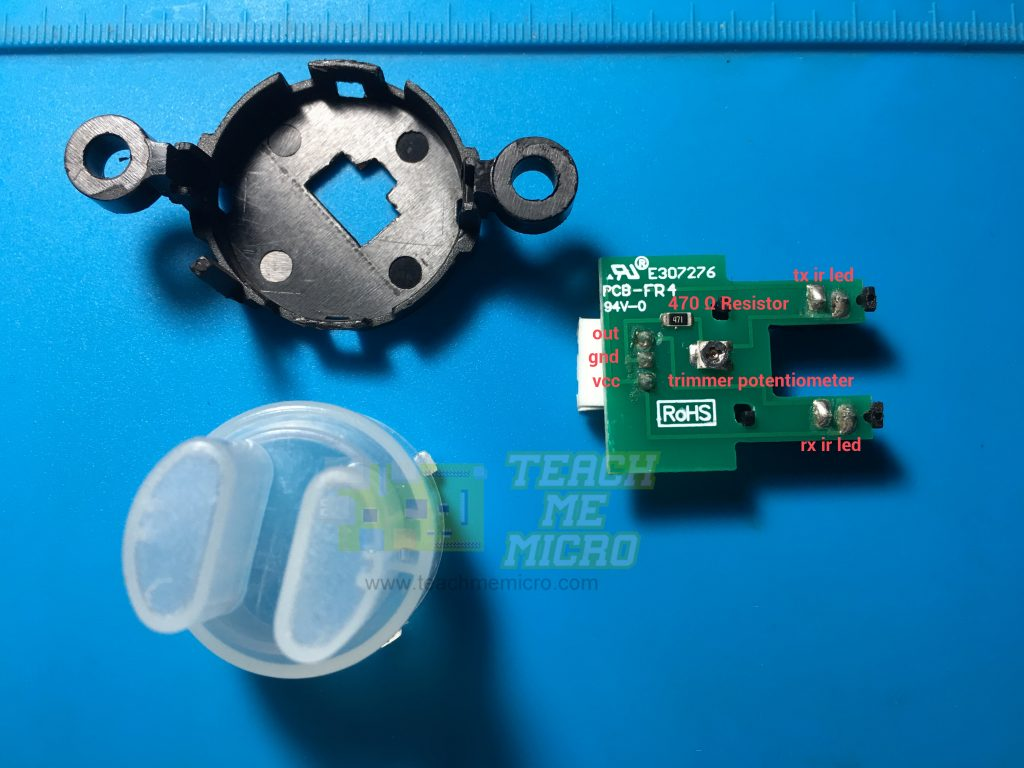 E307276
PCB-FR4
94V-0
tx ir led
470 Ω Resistor
471
out
gnd
vcc
trimmer potentiometer
RoHS
rx ir led
TEACH
ME
MICRO
www.teachmemicro.com